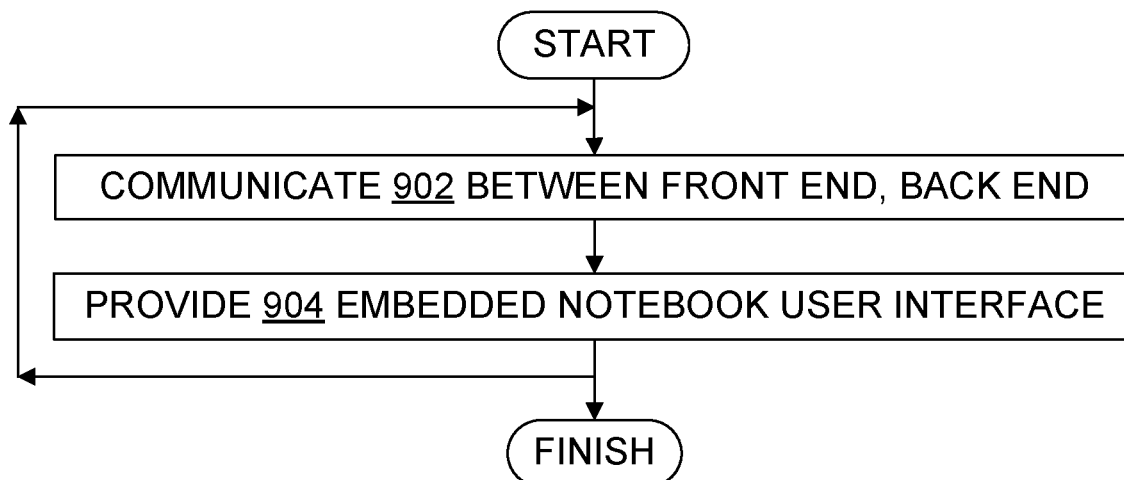 START
COMMUNICATE 902 BETWEEN FRONT END, BACK END
PROVIDE 904 EMBEDDED NOTEBOOK USER INTERFACE
FINISH